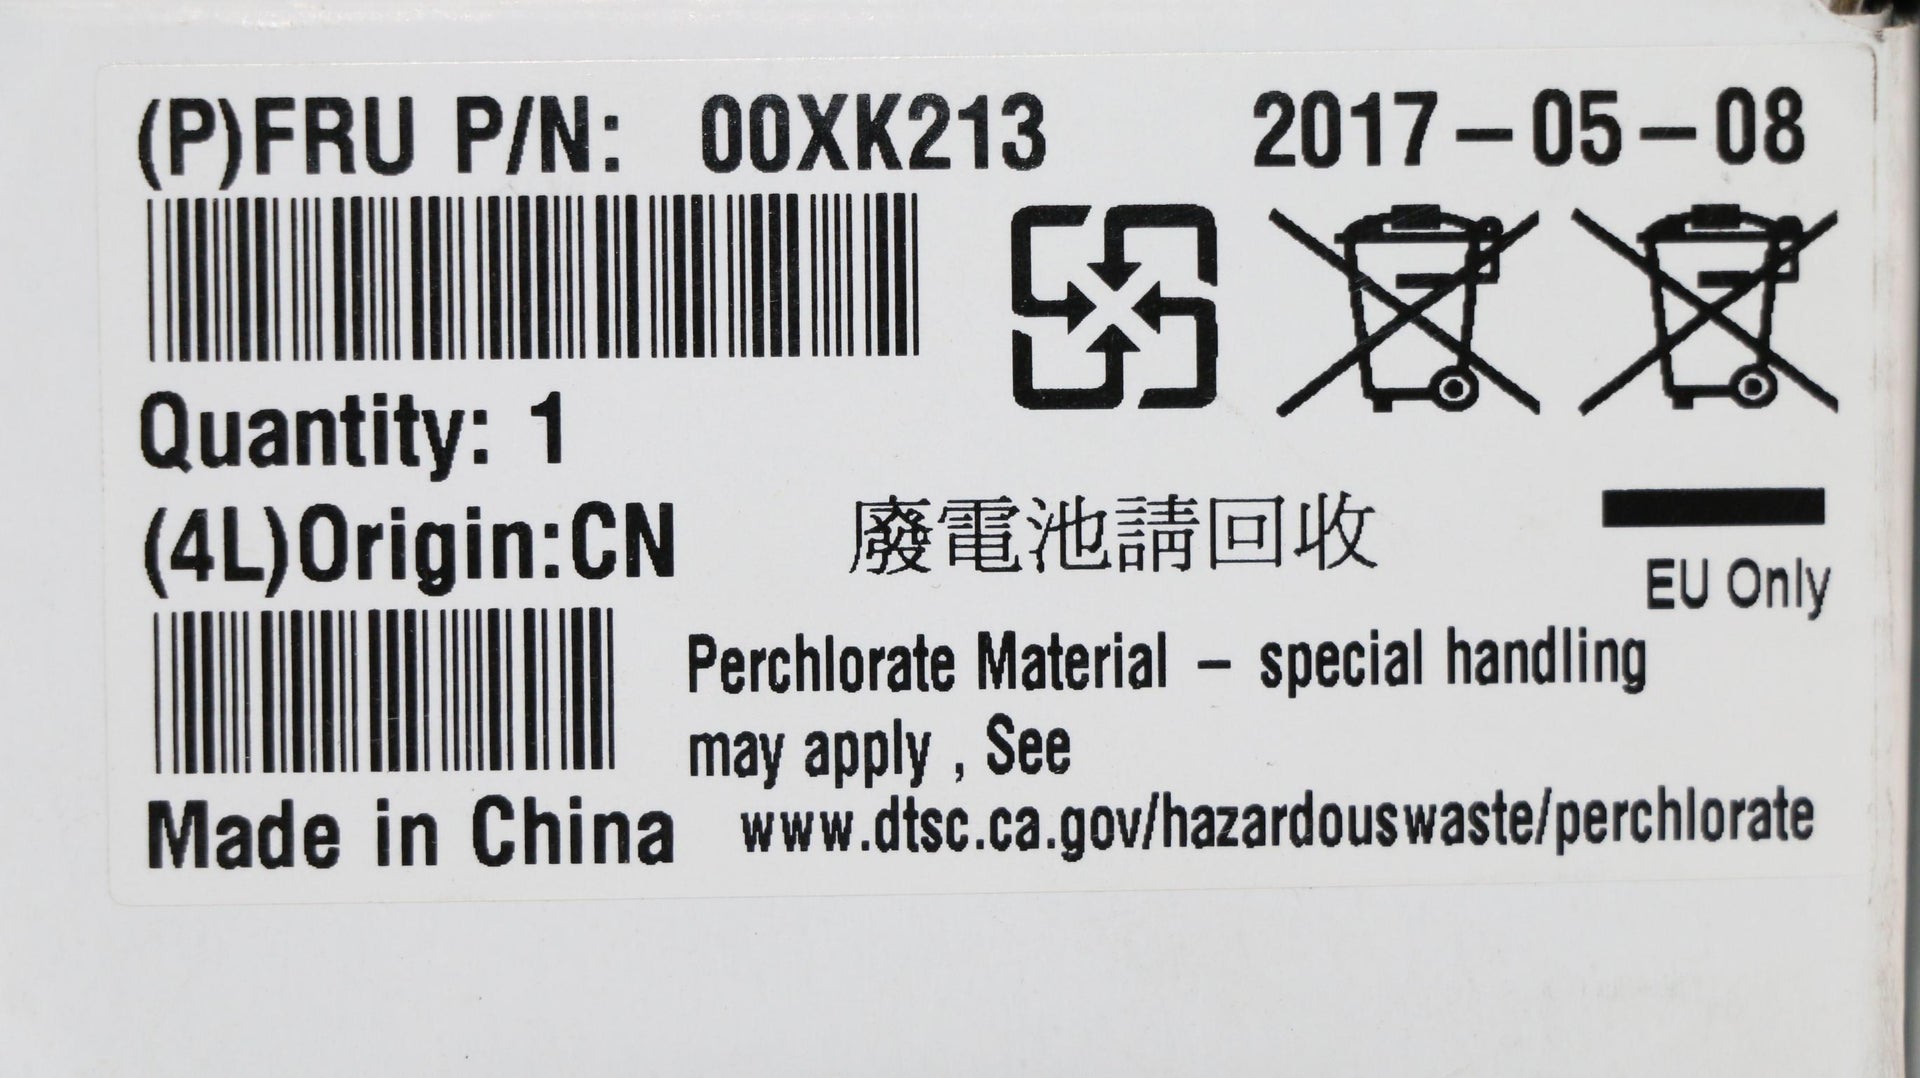 (P)FRU P/N: 00XK213 2017-05-08
Quantity: 1
(4L)Origin:CN
廢電池請回收
EU Only
Perchlorate Material – special handling
may apply , See
www.dtsc.ca.gov/hazardouswaste/perchlorate
Made in China